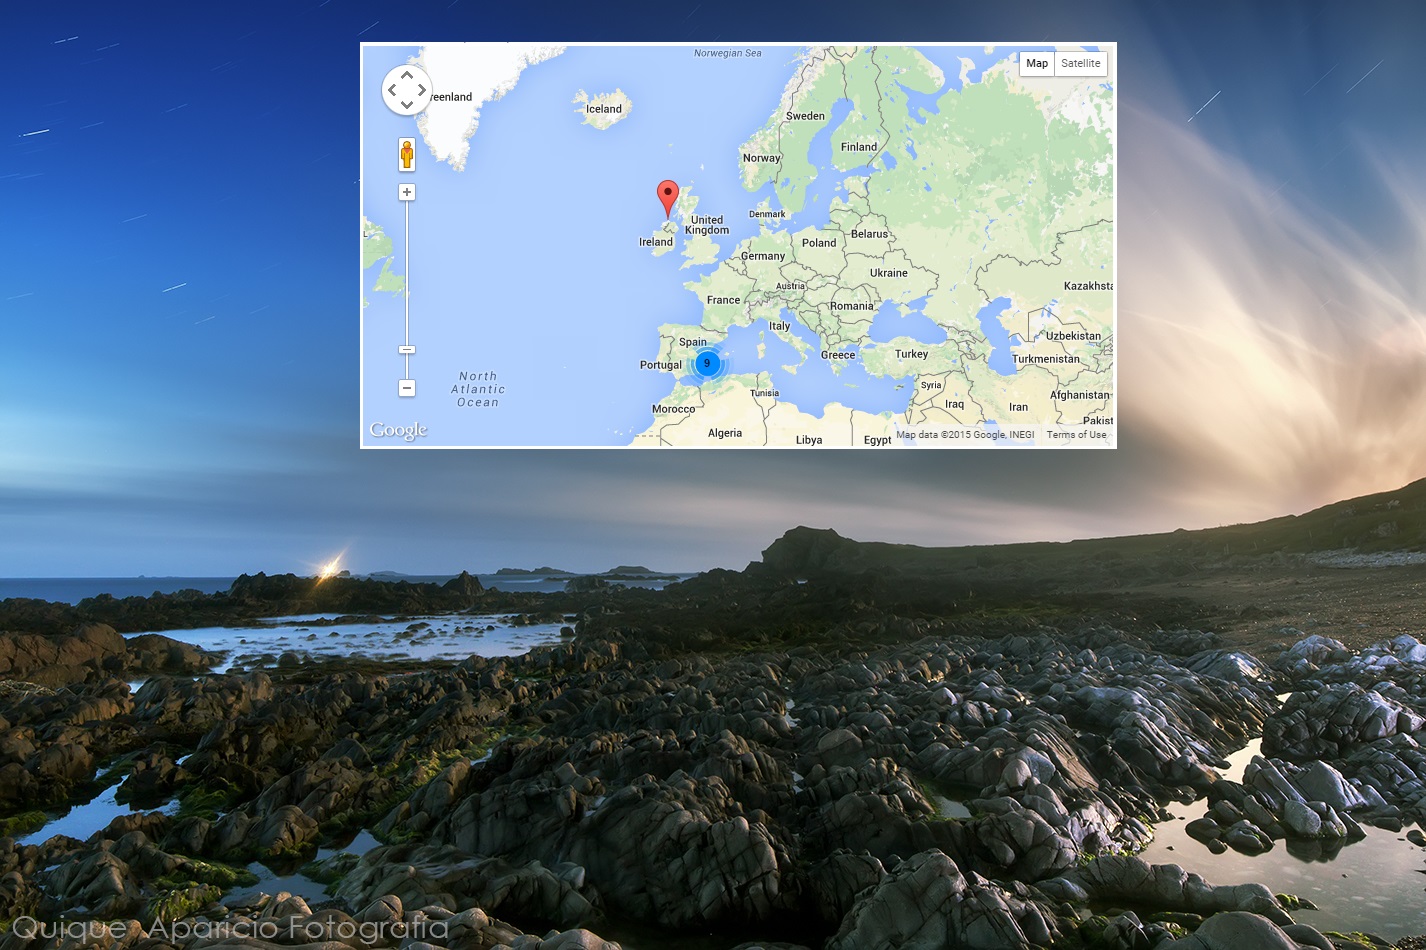 Norwegian Sea
Map Satellite
reenland
Iceland
Sweden
Finland
Norway
Denmark
United
Kingdom
Ireland
Belarus
Poland
Germany
Ukraine
Austria
Kazakhsta
France
Romania
Italy
Uzbekistan
Spain
Greece
Turkey
Turkmenistan
Portugal
9
North
Atlantic
Ocean
Syria
Tunisia
Afghanistan
Iraq
Iran
Morocco
Pakist
Google
Algeria
Libya
Egypt
Map data ©2015 Google, INEGI Terms of Use
Quique Aparicio Fotografía